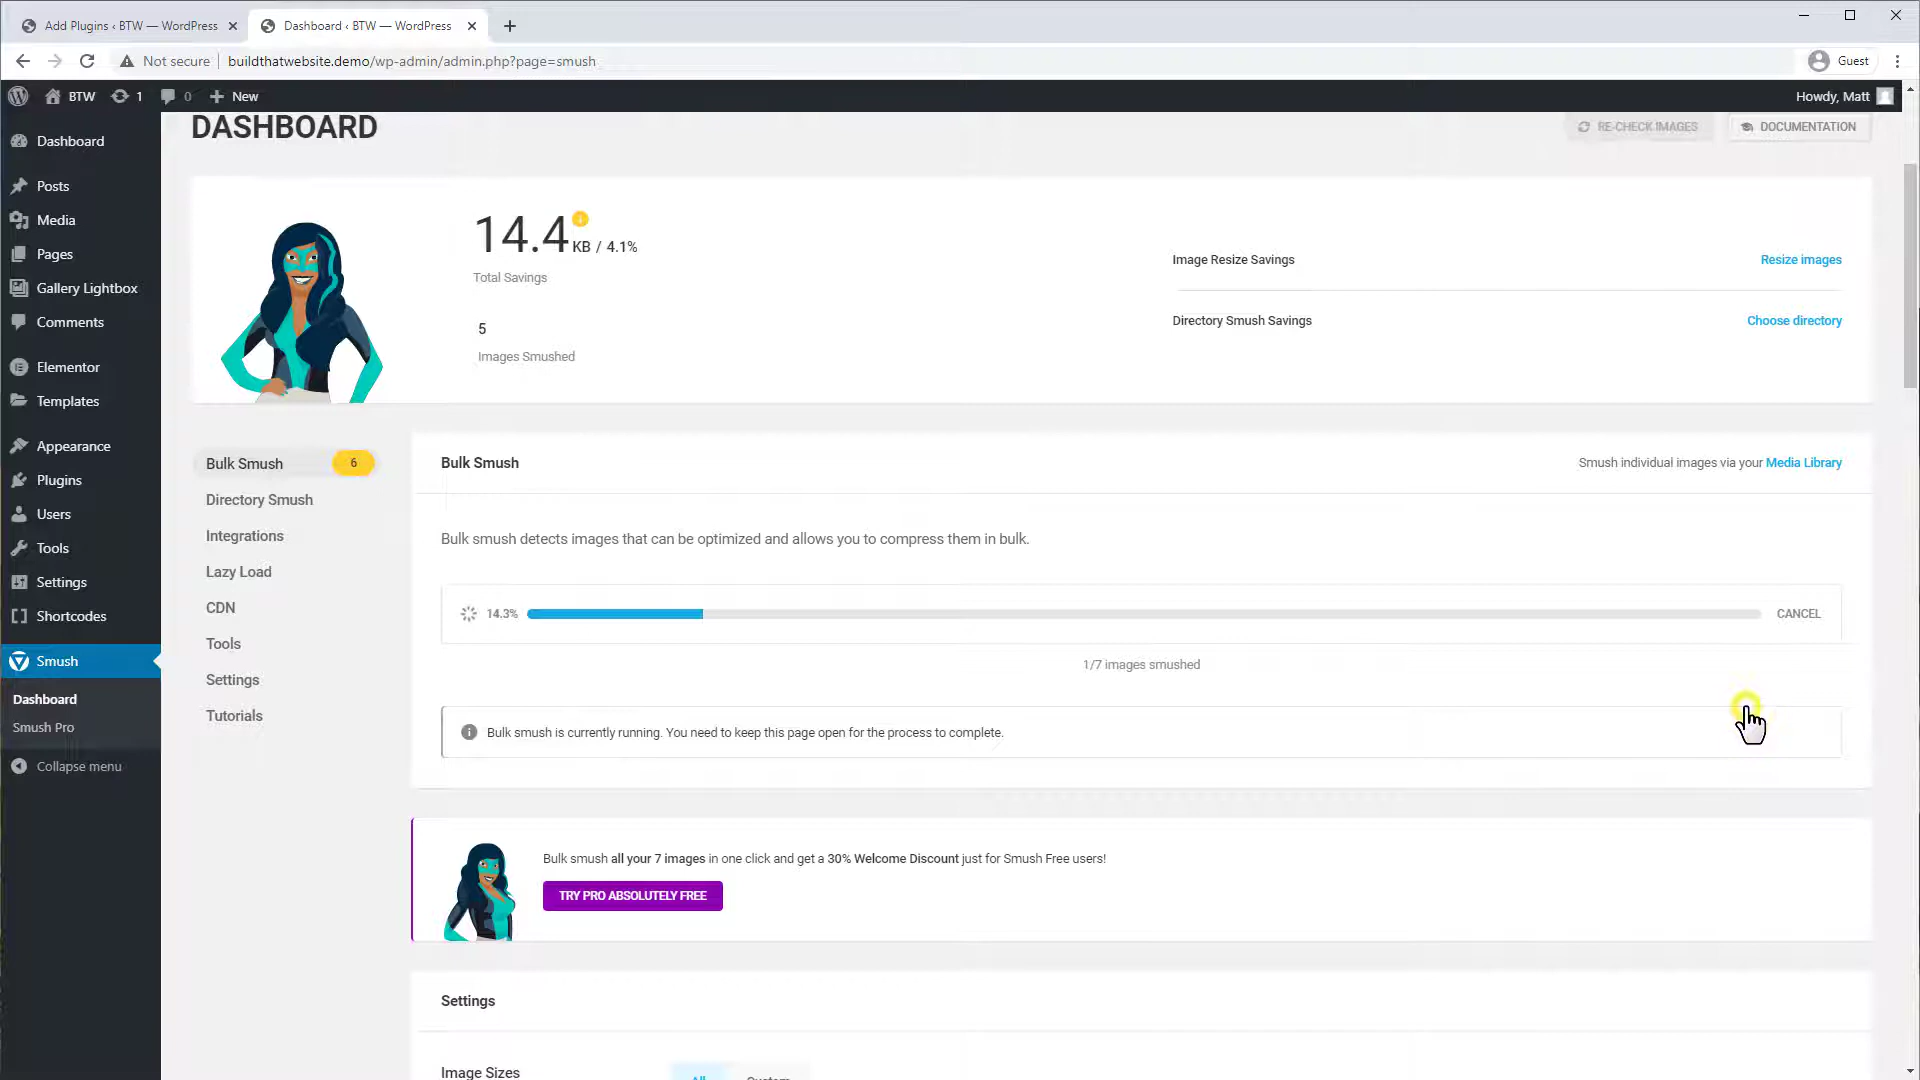 Add Plugins ‹ BTW — WordPress
Dashboard ‹ BTW — WordPress
Not secure
buildthatwebsite.demo/wp-admin/admin.php?page=smush
Guest
BTW
1
0
New
Howdy, Matt
DASHBOARD
RE-CHECK IMAGES
DOCUMENTATION
Dashboard
Posts
Media
Pages
Gallery Lightbox
Comments
Elementor
Templates
Appearance
Plugins
Users
Tools
Settings
Shortcodes
Smush
Dashboard
Smush Pro
Collapse menu
14.4 KB / 4.1%
Total Savings
5
Images Smushed
Image Resize Savings
Resize images
Directory Smush Savings
Choose directory
Bulk Smush
6
Directory Smush
Integrations
Lazy Load
CDN
Tools
Settings
Tutorials
Bulk Smush
Smush individual images via your Media Library
Bulk smush detects images that can be optimized and allows you to compress them in bulk.
14.3%
CANCEL
1/7 images smushed
Bulk smush is currently running. You need to keep this page open for the process to complete.
Bulk smush all your 7 images in one click and get a 30% Welcome Discount just for Smush Free users!
TRY PRO ABSOLUTELY FREE
Settings
Image Sizes
All
Custom